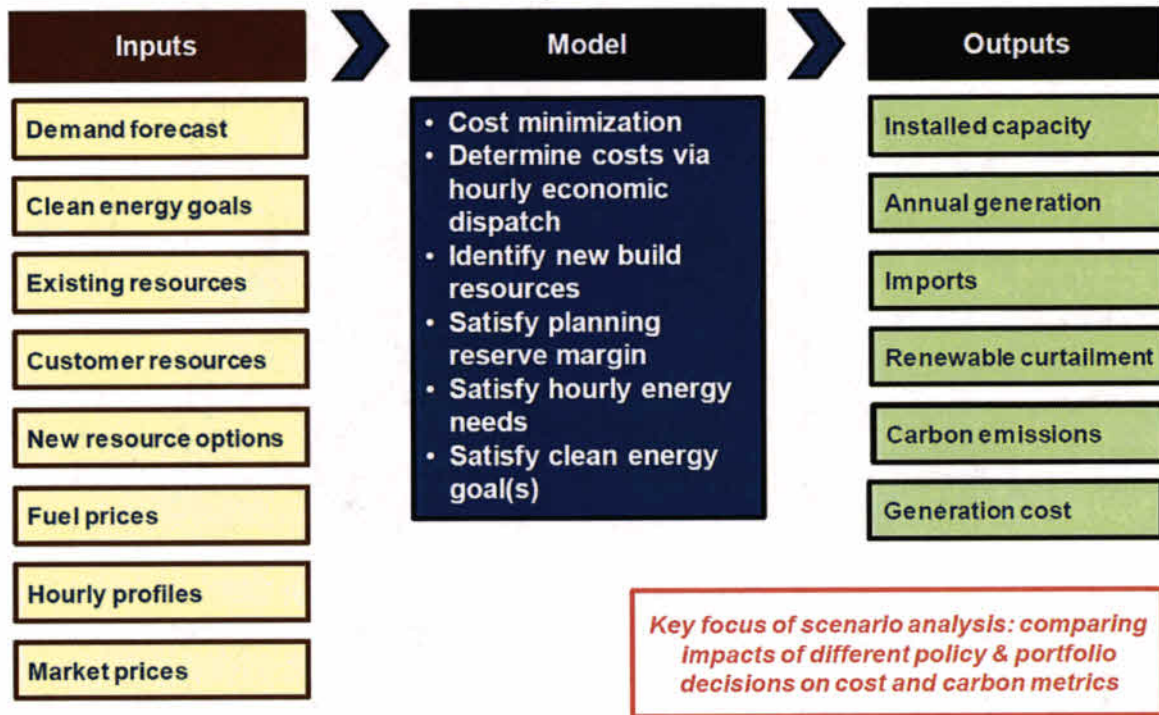 Inputs
Demand forecast
Clean energy goals
Existing resources
Customer resources
New resource options
Fuel prices
Hourly profiles
Market prices
Model
• Cost minimization
• Determine costs via
hourly economic
dispatch
• Identify new build
resources
• Satisfy planning
reserve margin
• Satisfy hourly energy
needs
• Satisfy clean energy
goal(s)
Outputs
Installed capacity
Annual generation
Imports
Renewable curtailment
Carbon emissions
Generation cost
Key focus of scenario analysis: comparing
impacts of different policy & portfolio
decisions on cost and carbon metrics